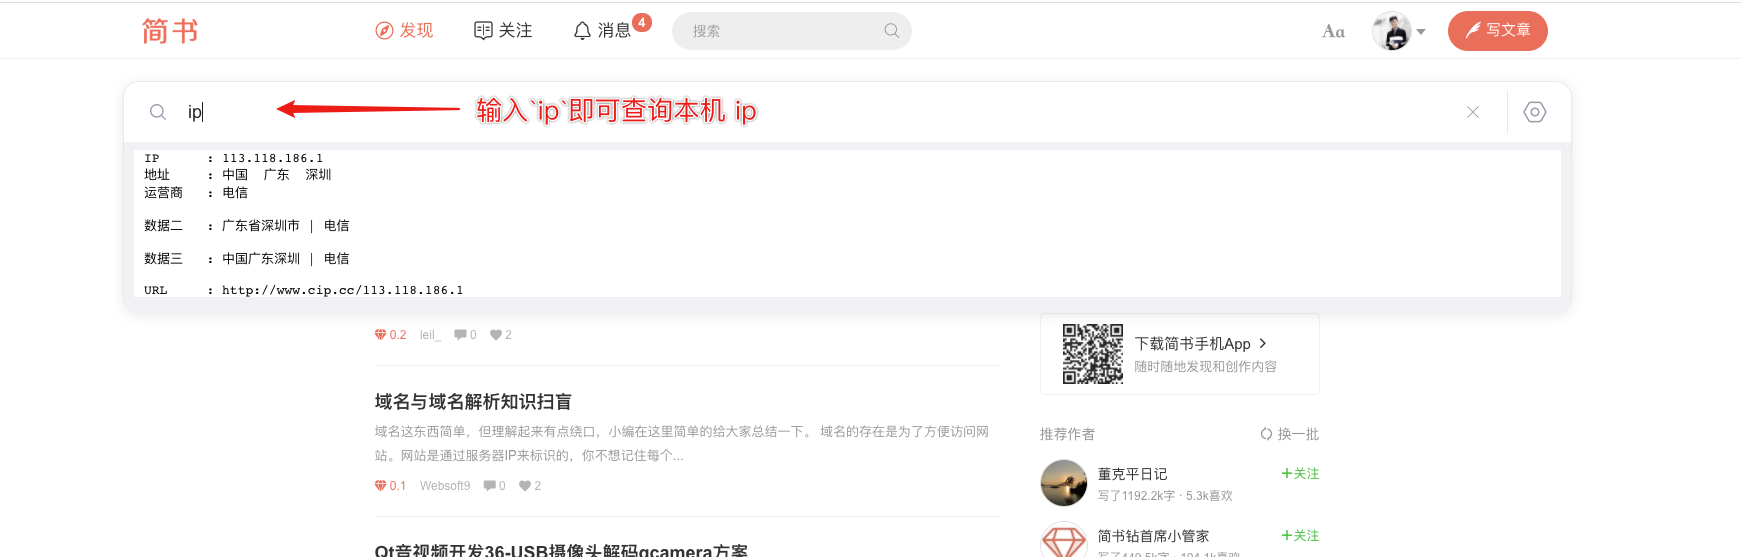 简书
发现
关注
消息
4
搜索
Aa
写文章
ip
输入`ip`即可查询本机 ip
IP : 113.118.186.1
地址 : 中国 广东 深圳
运营商 : 电信
数据二 : 广东省深圳市 | 电信
数据三 : 中国广东深圳 | 电信
URL : http://www.cip.cc/113.118.186.1
0.2 leil_ 0 2
域名与域名解析知识扫盲
域名这东西简单，但理解起来有点绕口，小编在这里简单的给大家总结一下。 域名的存在是为了方便访问网
站。网站是通过服务器IP来标识的，你不想记住每个...
0.1 Websoft9 0 2
Qt音视频开发36-USB摄像头解码qcamera方案
下载简书手机App
随时随地发现和创作内容
推荐作者
换一批
董克平日记
+关注
写了1192.2k字 · 5.3k喜欢
简书钻首席小管家
+关注